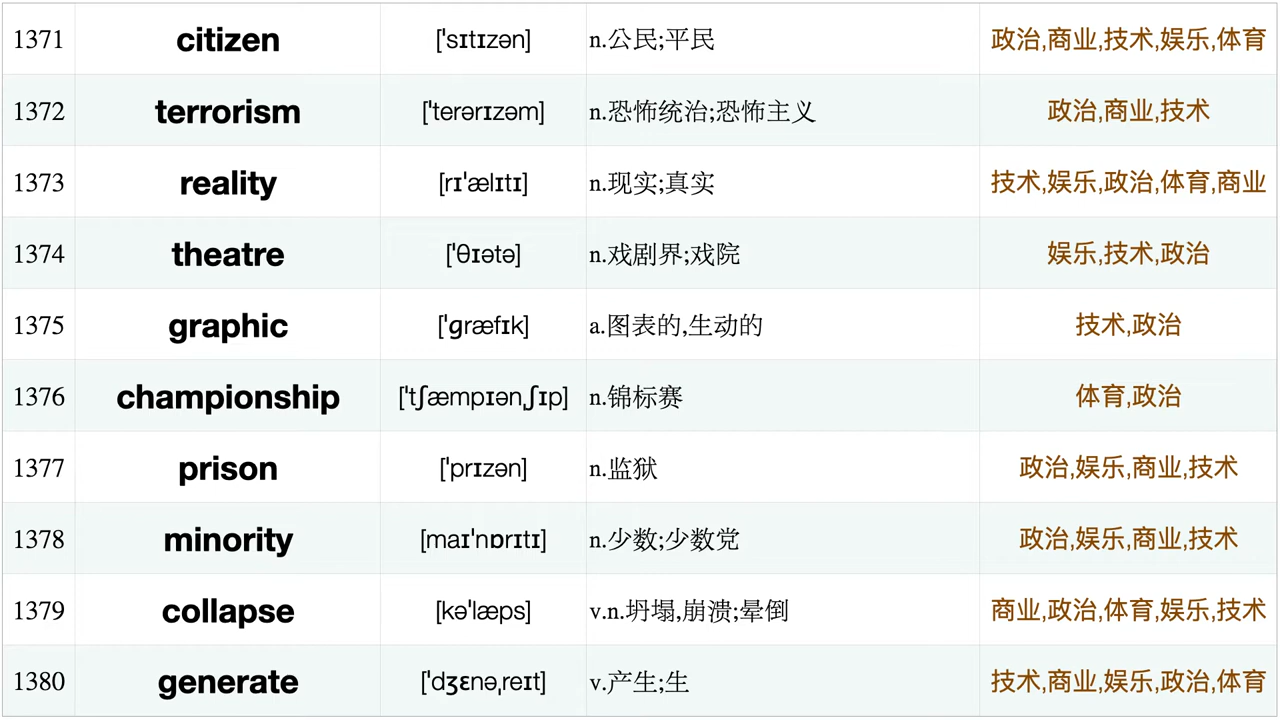 1371 citizen ['sɪtɪzən] n.公民;平民 政治,商业,技术,娱乐,体育
1372 terrorism ['terərɪzəm] n.恐怖统治;恐怖主义 政治,商业,技术
1373 reality [rɪ'ælɪtɪ] n.现实;真实 技术,娱乐,政治,体育,商业
1374 theatre ['θɪətə] n.戏剧界;戏院 娱乐,技术,政治
1375 graphic ['ɡræfɪk] a.图表的,生动的 技术,政治
1376 championship ['tʃæmpɪənˌʃɪp] n.锦标赛 体育,政治
1377 prison ['prɪzən] n.监狱 政治,娱乐,商业,技术
1378 minority [maɪ'nɒrɪtɪ] n.少数;少数党 政治,娱乐,商业,技术
1379 collapse [kə'læps] v.n.坍塌,崩溃;晕倒 商业,政治,体育,娱乐,技术
1380 generate ['dʒɛnəˌreɪt] v.产生;生 技术,商业,娱乐,政治,体育